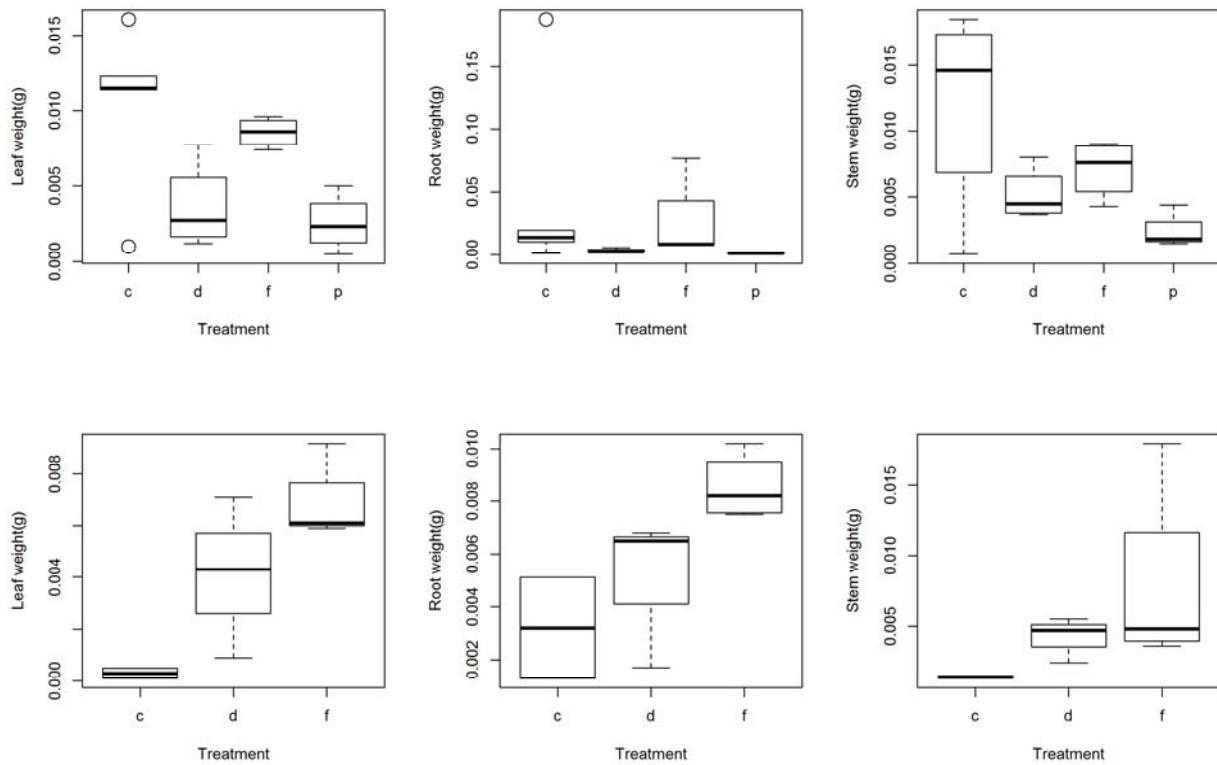 Leaf weight(g)
0.015
0.010
0.005
0.000
c d f p
Treatment
Root weight(g)
0.15
0.10
0.05
0.00
c d f p
Treatment
Stem weight(g)
0.015
0.010
0.005
0.000
c d f p
Treatment
Leaf weight(g)
0.008
0.004
0.000
c d f
Treatment
Root weight(g)
0.010
0.008
0.006
0.004
0.002
c d f
Treatment
Stem weight(g)
0.015
0.010
0.005
c d f
Treatment